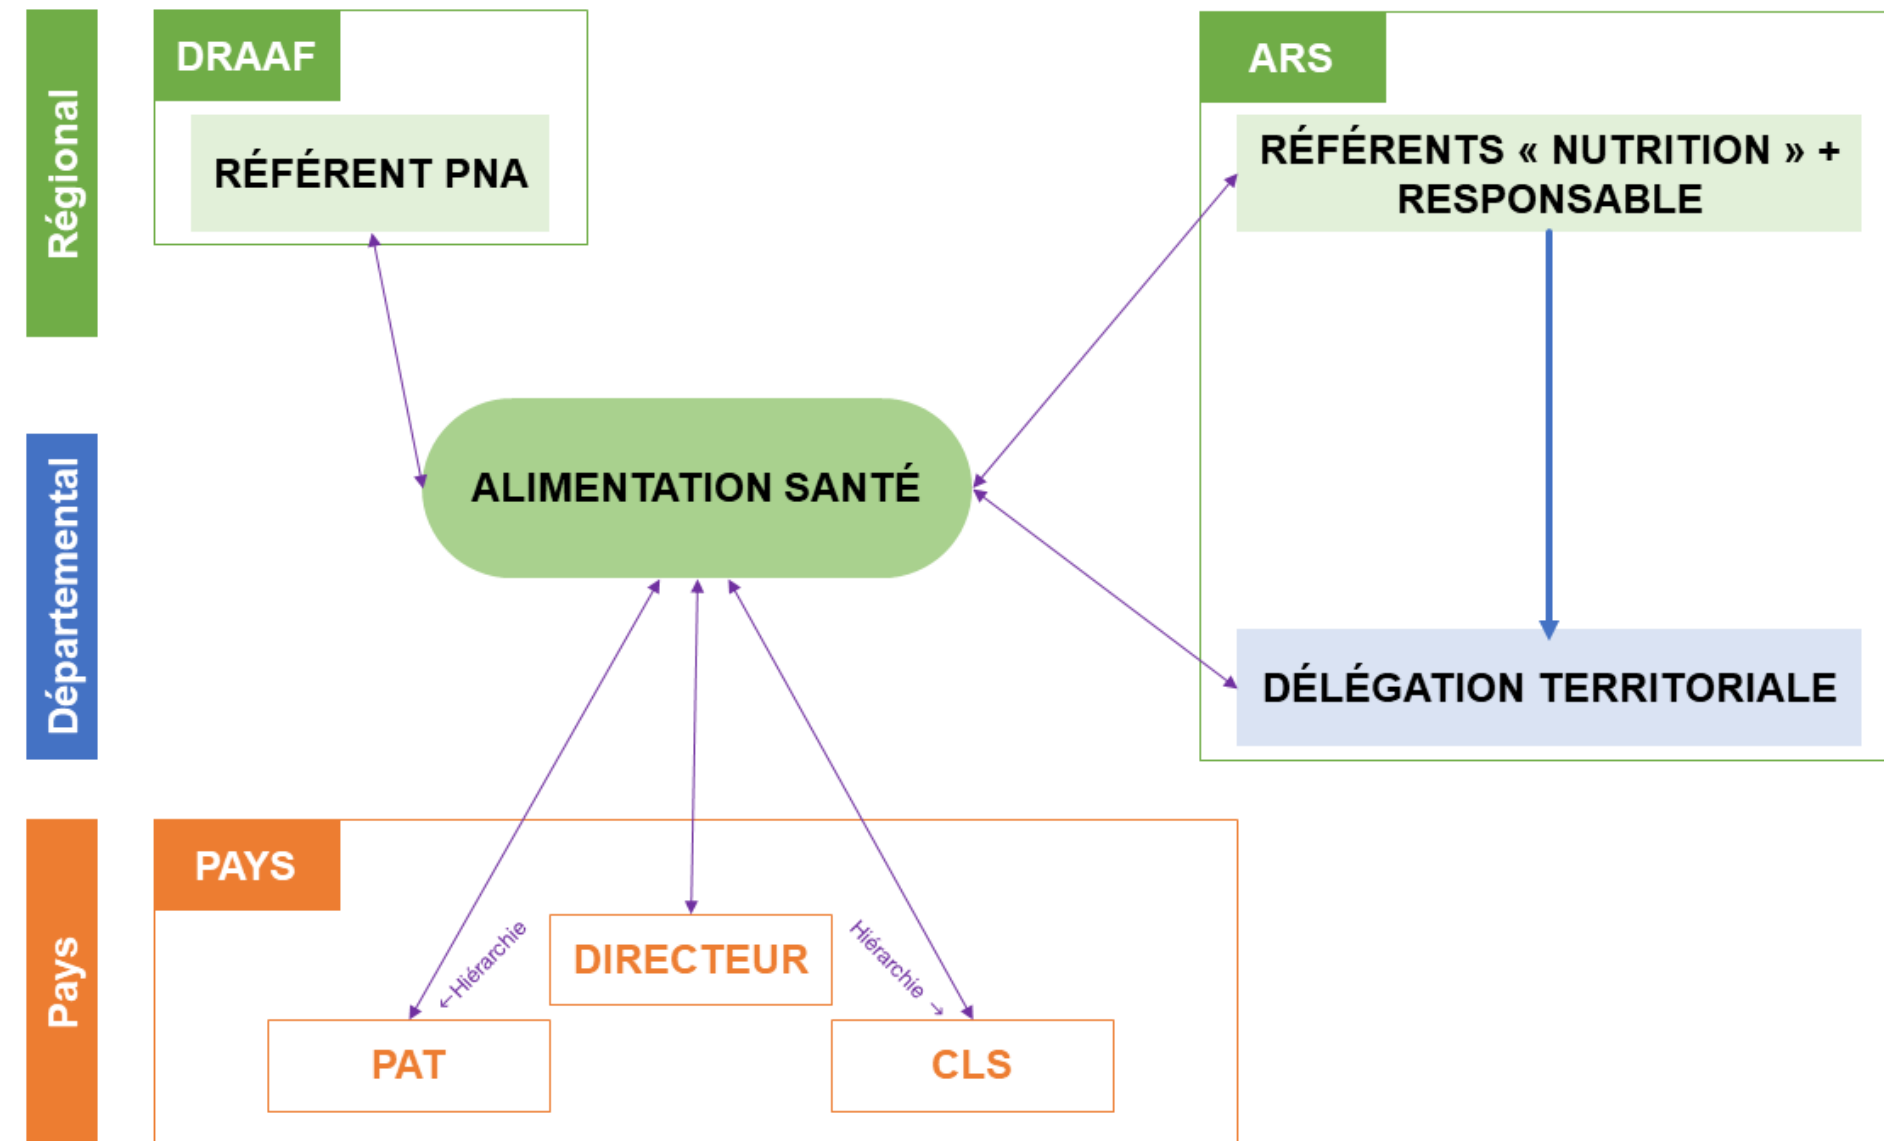 Régional
DRAAF
RÉFÉRENT PNA
ARS
RÉFÉRENTS « NUTRITION » +
RESPONSABLE
Départemental
ALIMENTATION SANTÉ
DÉLÉGATION TERRITORIALE
Pays
PAYS
←Hiérarchie
DIRECTEUR
Hiérarchie →
PAT
CLS